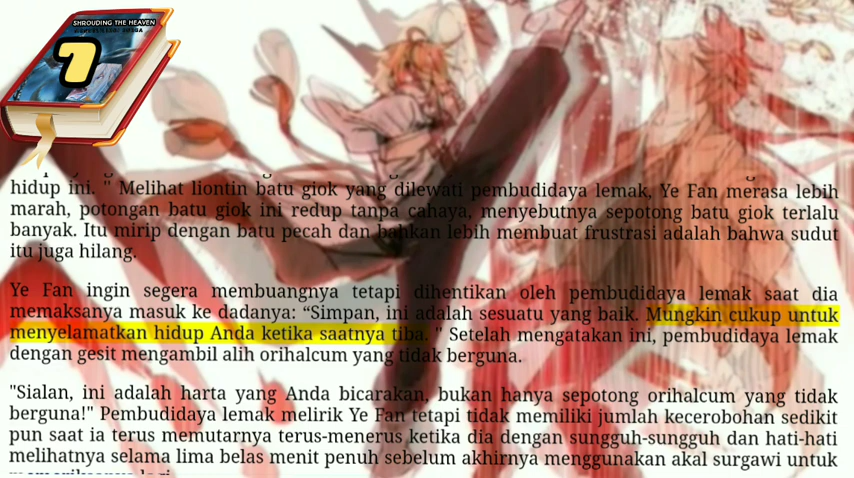 SHROUDING THE HEAVEN
7
hidup ini. " Melihat liontin batu giok yang dilewati pembudidaya lemak, Ye Fan merasa lebih
marah, potongan batu giok ini redup tanpa cahaya, menyebutnya sepotong batu giok terlalu
banyak. Itu mirip dengan batu pecah dan bahkan lebih membuat frustrasi adalah bahwa sudut
itu juga hilang.
Ye Fan ingin segera membuangnya tetapi dihentikan oleh pembudidaya lemak saat dia
memaksanya masuk ke dadanya: “Simpan, ini adalah sesuatu yang baik. Mungkin cukup untuk
menyelamatkan hidup Anda ketika saatnya tiba. " Setelah mengatakan ini, pembudidaya lemak
dengan gesit mengambil alih orihalcum yang tidak berguna.
"Sialan, ini adalah harta yang Anda bicarakan, bukan hanya sepotong orihalcum yang tidak
berguna!" Pembudidaya lemak melirik Ye Fan tetapi tidak memiliki jumlah kecerobohan sedikit
pun saat ia terus memutarnya terus-menerus ketika dia dengan sungguh-sungguh dan hati-hati
melihatnya selama lima belas menit penuh sebelum akhirnya menggunakan akal surgawi untuk